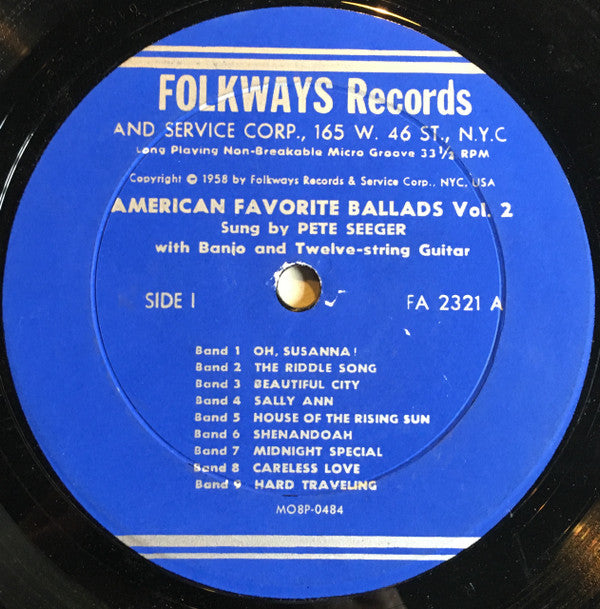 FOLKWAYS Records
AND SERVICE CORP., 165 W. 46 ST., N.Y.C
Long Playing Non-Breakable Micro Groove 33 1/3 RPM
Copyright © 1958 by Folkways Records & Service Corp., NYC, USA
AMERICAN FAVORITE BALLADS Vol. 2
Sung by PETE SEEGER
with Banjo and Twelve-string Guitar
SIDE I FA 2321 A
Band 1 OH, SUSANNA!
Band 2 THE RIDDLE SONG
Band 3 BEAUTIFUL CITY
Band 4 SALLY ANN
Band 5 HOUSE OF THE RISING SUN
Band 6 SHENANDOAH
Band 7 MIDNIGHT SPECIAL
Band 8 CARELESS LOVE
Band 9 HARD TRAVELING
MO8P-0484